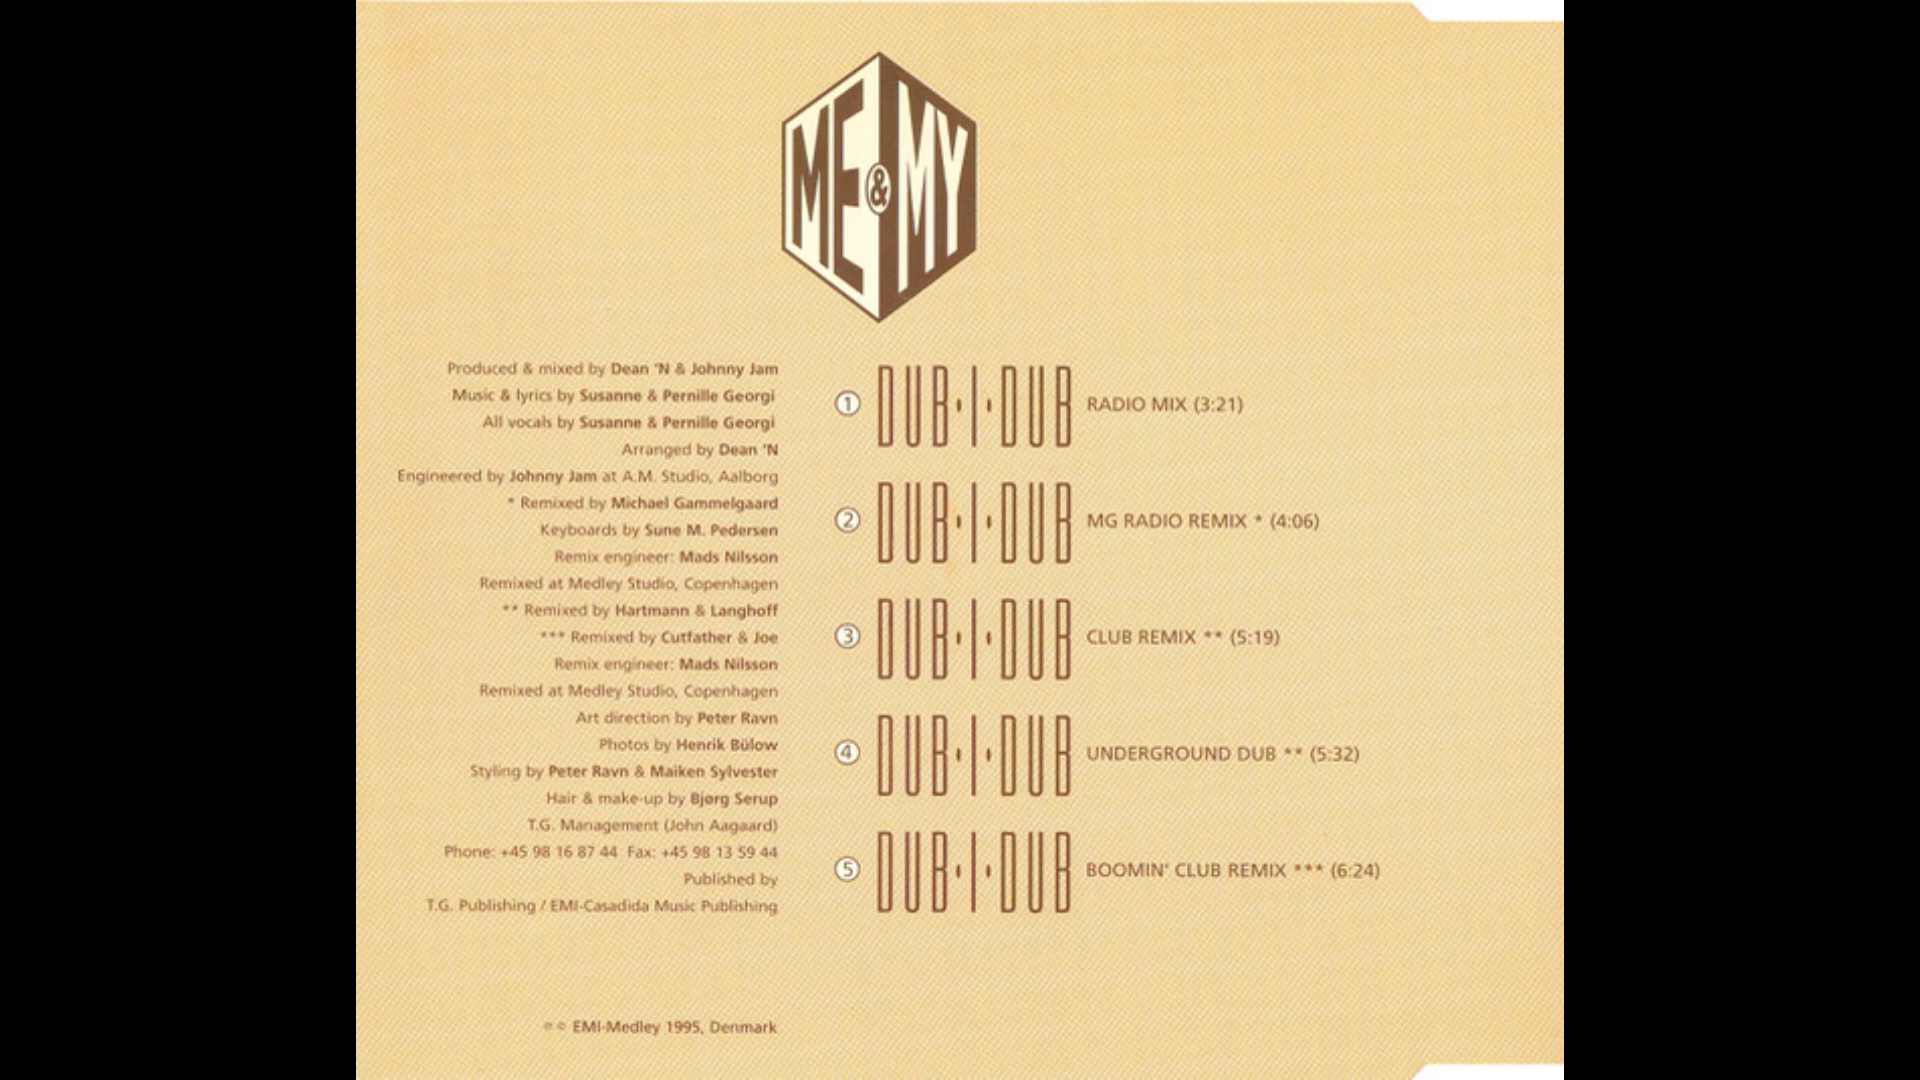 ME & MY
Produced & mixed by Dean 'N & Johnny Jam
Music & lyrics by Susanne & Pernille Georgi
All vocals by Susanne & Pernille Georgi
Arranged by Dean 'N
Engineered by Johnny Jam at A.M. Studio, Aalborg
* Remixed by Michael Gammelgaard
Keyboards by Sune M. Pedersen
Remix engineer: Mads Nilsson
Remixed at Medley Studio, Copenhagen
** Remixed by Hartmann & Langhoff
*** Remixed by Cutfather & Joe
Remix engineer: Mads Nilsson
Remixed at Medley Studio, Copenhagen
Art direction by Peter Ravn
Photos by Henrik Bülow
Styling by Peter Ravn & Maiken Sylvester
Hair & make-up by Bjørg Serup
T.G. Management (John Aagaard)
Phone: +45 98 16 87 44 Fax: +45 98 13 59 44
Published by
T.G. Publishing / EMI-Casadida Music Publishing
℗ © EMI-Medley 1995, Denmark
1 DUB·I·DUB RADIO MIX (3:21)
2 DUB·I·DUB MG RADIO REMIX * (4:06)
3 DUB·I·DUB CLUB REMIX ** (5:19)
4 DUB·I·DUB UNDERGROUND DUB ** (5:32)
5 DUB·I·DUB BOOMIN' CLUB REMIX *** (6:24)